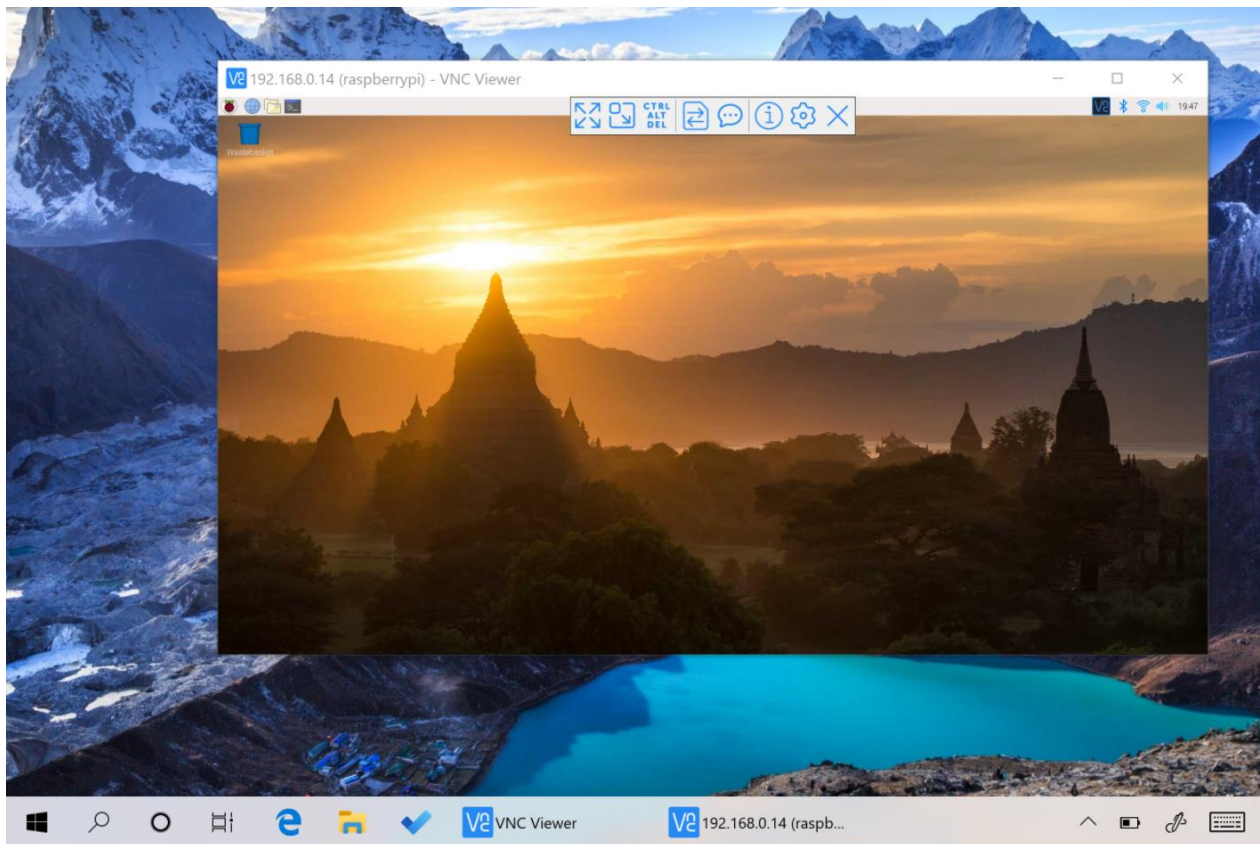 192.168.0.14 (raspberrypi) - VNC Viewer
CTRL
ALT
DEL
19:47
Wastebasket
VNC Viewer
192.168.0.14 (raspb...